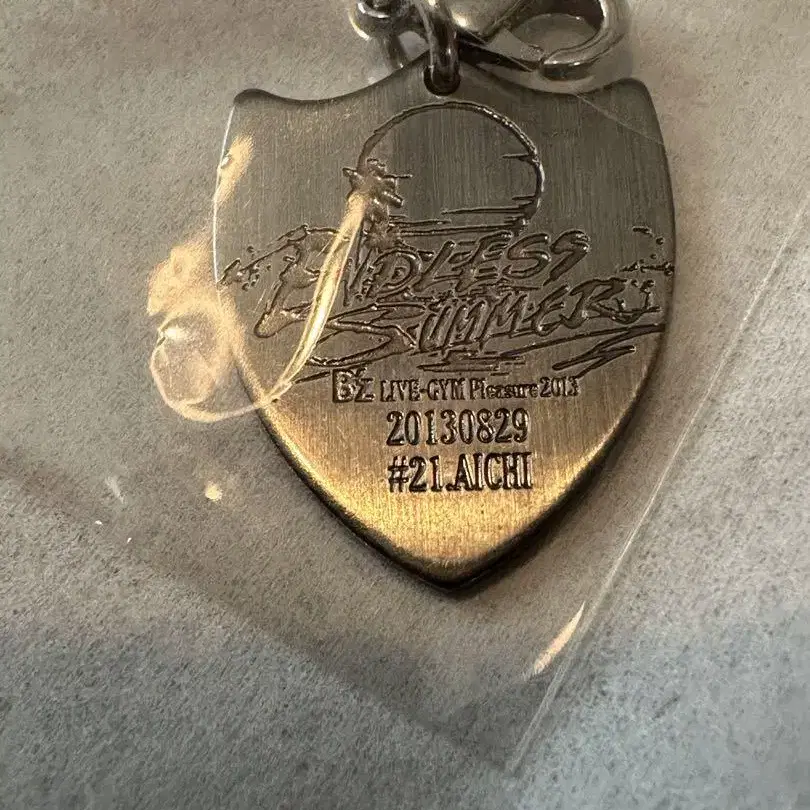 ENDLESS
SUMMER
B'z LIVE-GYM Pleasure 2013
20130829
#21.AICHI